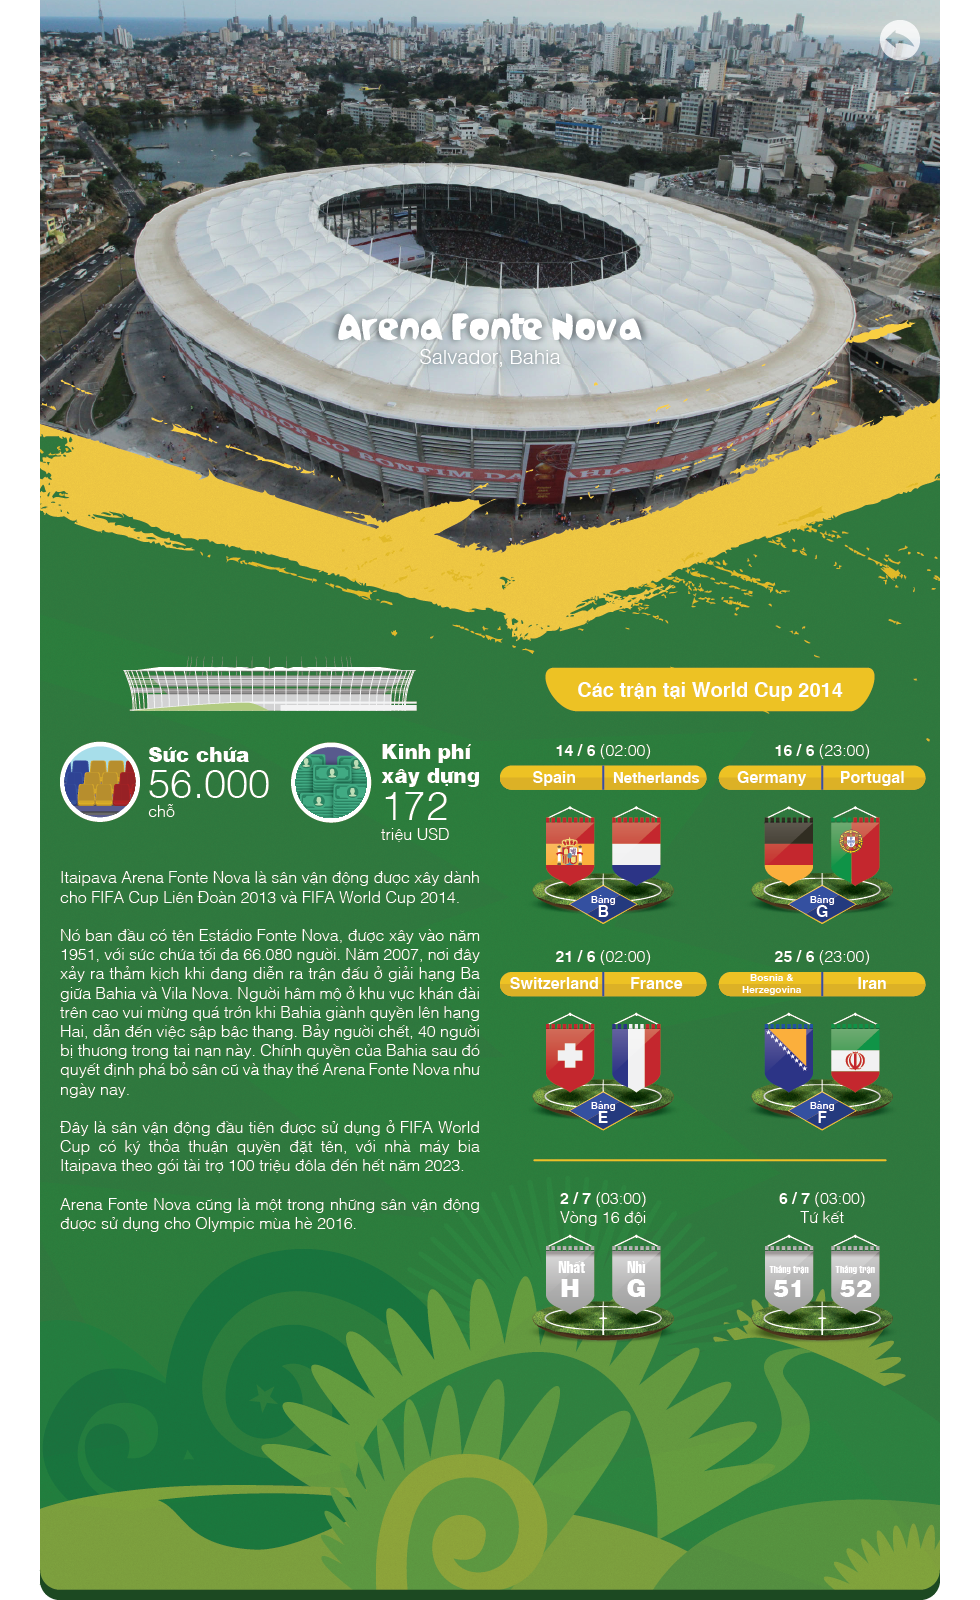 Arena Fonte Nova
Salvador, Bahia
NHOR DO BONFIM DA BAHIA
Sức chứa
56.000
chỗ
Kinh phí
xây dựng
172
triệu USD
Itaipava Arena Fonte Nova là sân vận động được xây dành
cho FIFA Cup Liên Đoàn 2013 và FIFA World Cup 2014.
Nó ban đầu có tên Estádio Fonte Nova, được xây vào năm
1951, với sức chứa tối đa 66.080 người. Năm 2007, nơi đây
xảy ra thảm kịch khi đang diễn ra trận đấu ở giải hạng Ba
giữa Bahia và Vila Nova. Người hâm mộ ở khu vực khán đài
trên cao vui mừng quá trớn khi Bahia giành quyền lên hạng
Hai, dẫn đến việc sập bậc thang. Bảy người chết, 40 người
bị thương trong tai nạn này. Chính quyền của Bahia sau đó
quyết định phá bỏ sân cũ và thay thế Arena Fonte Nova như
ngày nay.
Đây là sân vận động đầu tiên được sử dụng ở FIFA World
Cup có ký thỏa thuận quyền đặt tên, với nhà máy bia
Itaipava theo gói tài trợ 100 triệu đôla đến hết năm 2023.
Arena Fonte Nova cũng là một trong những sân vận động
được sử dụng cho Olympic mùa hè 2016.
Các trận tại World Cup 2014
14 / 6 (02:00)
Spain Netherlands
Bảng
B
16 / 6 (23:00)
Germany Portugal
Bảng
G
21 / 6 (02:00)
Switzerland France
Bảng
E
25 / 6 (23:00)
Bosnia &
Herzegovina
Iran
Bảng
F
2 / 7 (03:00)
Vòng 16 đội
Nhất
H
Nhì
G
6 / 7 (03:00)
Tứ kết
Thắng trận
51
Thắng trận
52